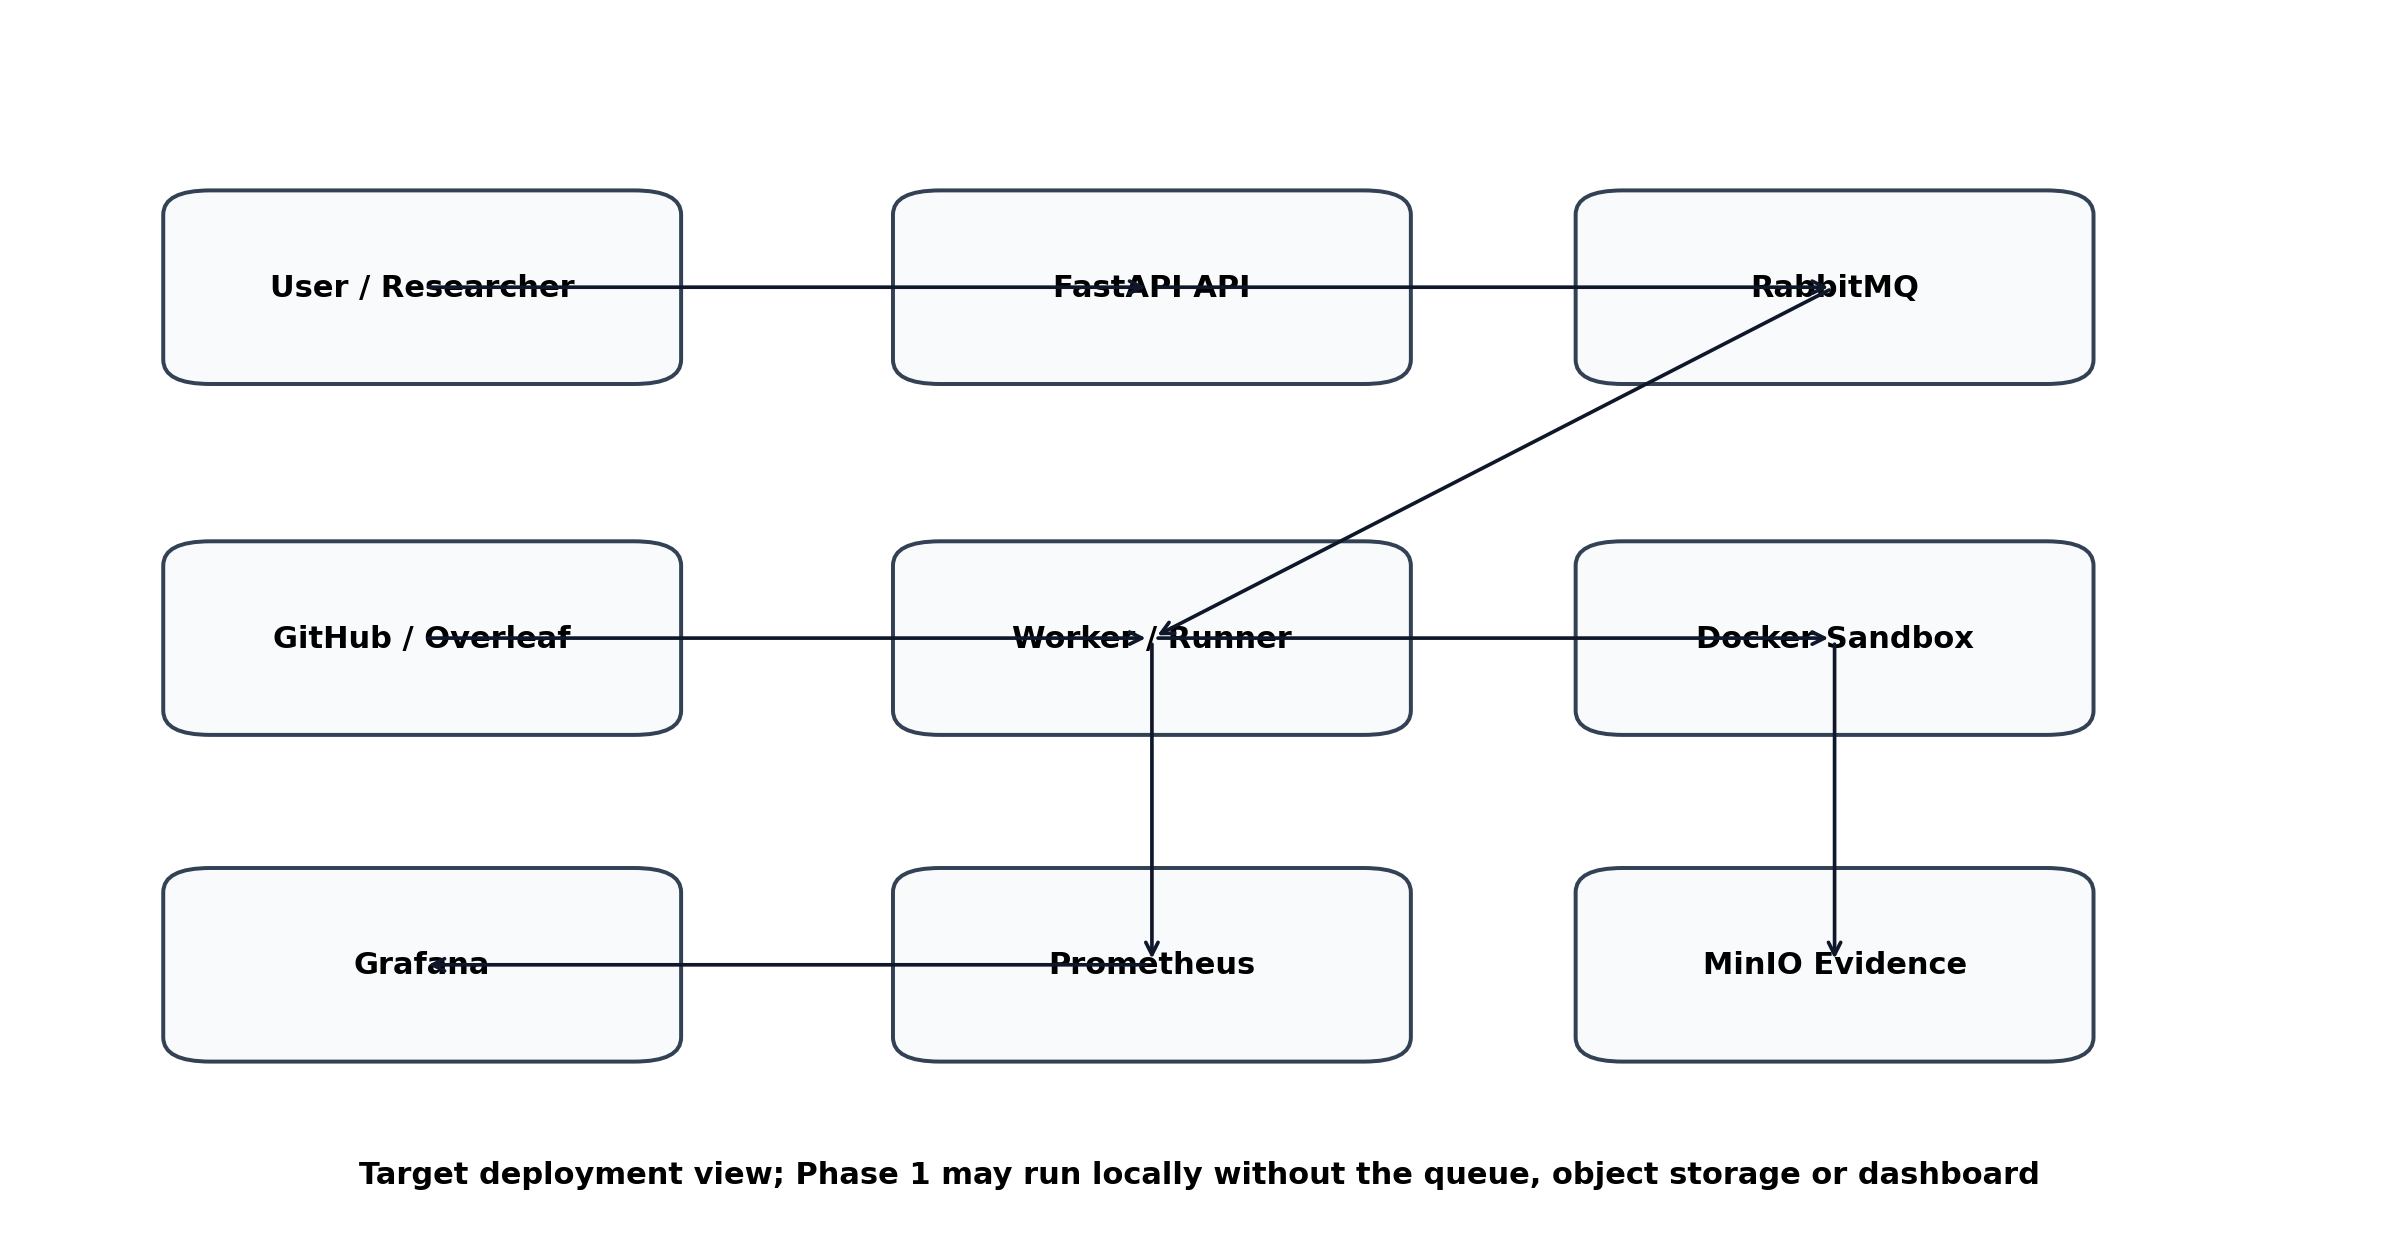 User / Researcher
FastAPI API
RabbitMQ
GitHub / Overleaf
Worker / Runner
Docker Sandbox
Grafana
Prometheus
MinIO Evidence
Target deployment view; Phase 1 may run locally without the queue, object storage or dashboard